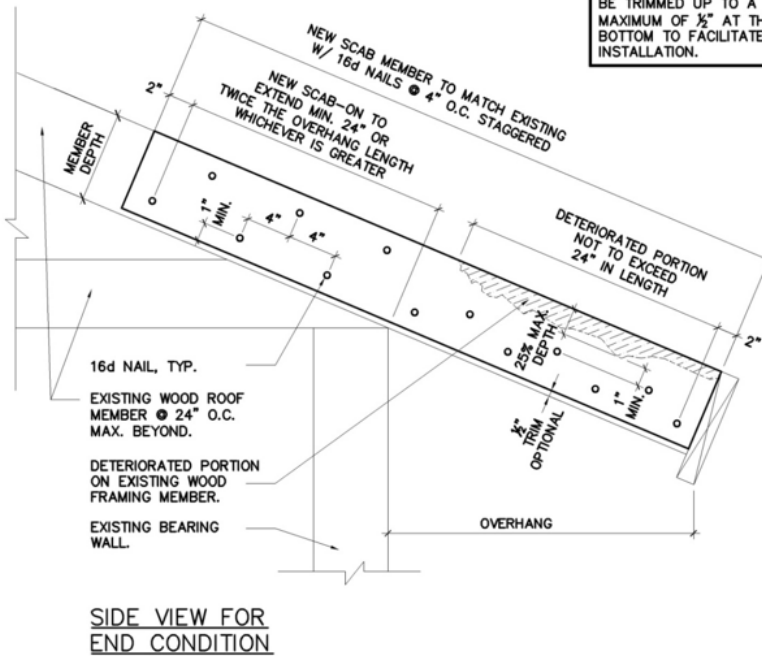 BE TRIMMED UP TO A
MAXIMUM OF ½" AT TH
BOTTOM TO FACILITATE
INSTALLATION.
NEW SCAB MEMBER TO MATCH EXISTING
W/ 16d NAILS @ 4" O.C. STAGGERED
2"
NEW SCAB-ON TO
EXTEND MIN. 24" OR
TWICE THE OVERHANG LENGTH
WHICHEVER IS GREATER
MEMBER
DEPTH
1"
MIN.
4"
4"
DETERIORATED PORTION
NOT TO EXCEED
24" IN LENGTH
2"
25% MAX.
DEPTH
1"
MIN.
½"
TRIM
OPTIONAL
16d NAIL, TYP.
EXISTING WOOD ROOF
MEMBER @ 24" O.C.
MAX. BEYOND.
DETERIORATED PORTION
ON EXISTING WOOD
FRAMING MEMBER.
EXISTING BEARING
WALL.
OVERHANG
SIDE VIEW FOR
END CONDITION